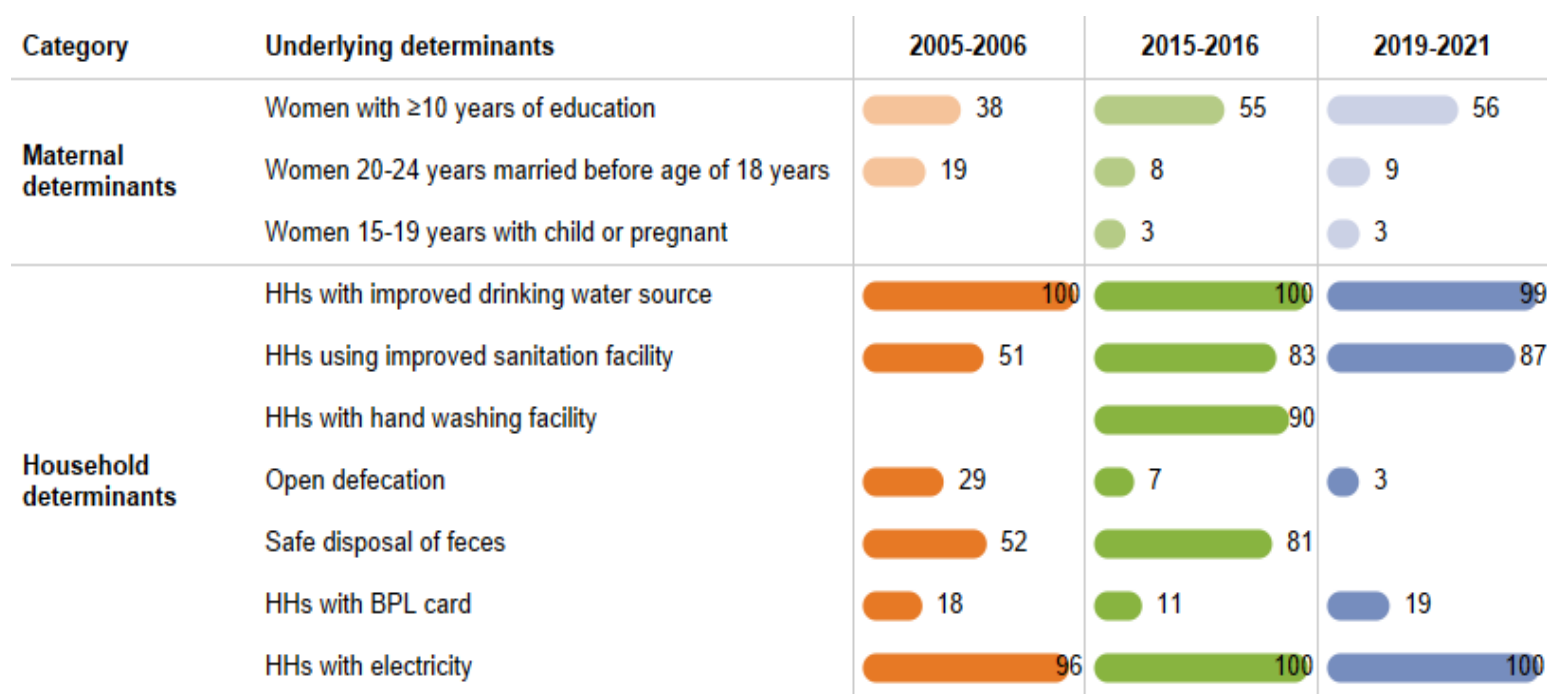 Category Underlying determinants 2005-2006 2015-2016 2019-2021
Women with ≥10 years of education 38 55 56
Maternal
determinants
Women 20-24 years married before age of 18 years 19 8 9
Women 15-19 years with child or pregnant 3 3
HHs with improved drinking water source 100 100 99
HHs using improved sanitation facility 51 83 87
HHs with hand washing facility 90
Household
determinants
Open defecation 29 7 3
Safe disposal of feces 52 81
HHs with BPL card 18 11 19
HHs with electricity 96 100 100